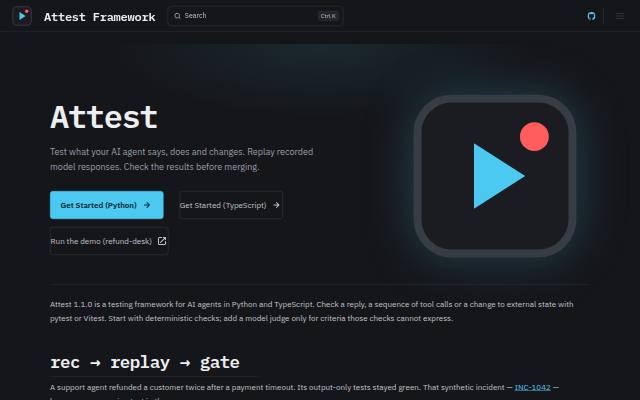 Attest Framework
Search
Ctrl K
Attest
Test what your AI agent says, does and changes. Replay recorded
model responses. Check the results before merging.
Get Started (Python)
Get Started (TypeScript)
Run the demo (refund-desk)
Attest 1.1.0 is a testing framework for AI agents in Python and TypeScript. Check a reply, a sequence of tool calls or a change to external state with
pytest or Vitest. Start with deterministic checks; add a model judge only for criteria those checks cannot express.
rec → replay → gate
A support agent refunded a customer twice after a payment timeout. Its output-only tests stayed green. That synthetic incident — INC-1042 —